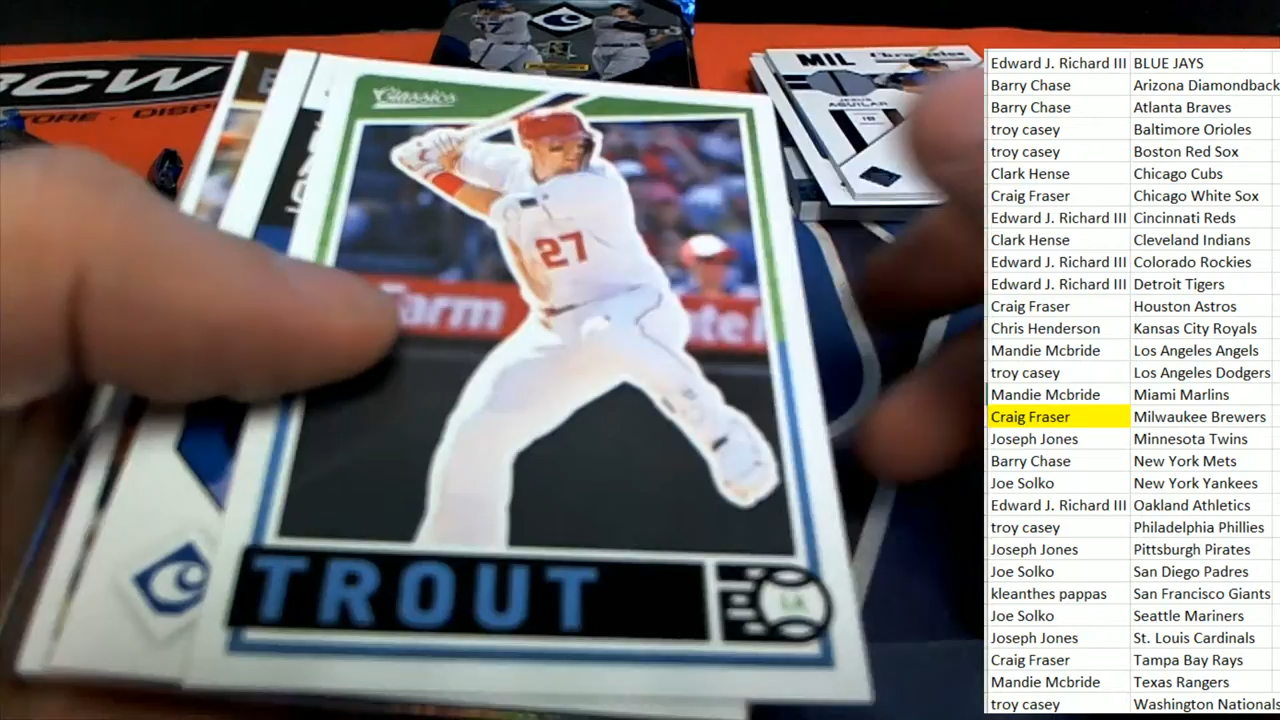 BCW
MIL
Chronicles
JESUS
AGUILAR
1B
Classics
27
Farm
TROUT
LA
Edward J. Richard III BLUE JAYS
Barry Chase Arizona Diamondback
Barry Chase Atlanta Braves
troy casey Baltimore Orioles
troy casey Boston Red Sox
Clark Hense Chicago Cubs
Craig Fraser Chicago White Sox
Edward J. Richard III Cincinnati Reds
Clark Hense Cleveland Indians
Edward J. Richard III Colorado Rockies
Edward J. Richard III Detroit Tigers
Craig Fraser Houston Astros
Chris Henderson Kansas City Royals
Mandie Mcbride Los Angeles Angels
troy casey Los Angeles Dodgers
Mandie Mcbride Miami Marlins
Craig Fraser Milwaukee Brewers
Joseph Jones Minnesota Twins
Barry Chase New York Mets
Joe Solko New York Yankees
Edward J. Richard III Oakland Athletics
troy casey Philadelphia Phillies
Joseph Jones Pittsburgh Pirates
Joe Solko San Diego Padres
kleanthes pappas San Francisco Giants
Joe Solko Seattle Mariners
Joseph Jones St. Louis Cardinals
Craig Fraser Tampa Bay Rays
Mandie Mcbride Texas Rangers
troy casey Washington Nationals